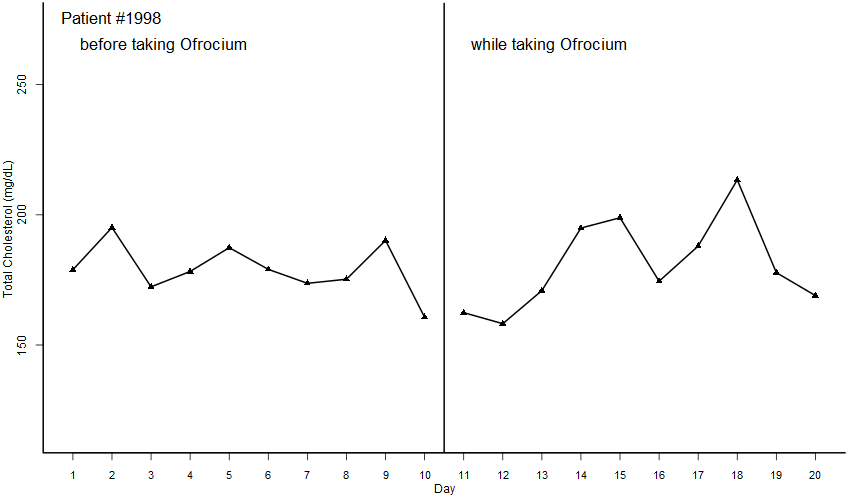 Patient #1998
before taking Ofrocium
while taking Ofrocium
Total Cholesterol (mg/dL)
250
200
150
1 2 3 4 5 6 7 8 9 10 11 12 13 14 15 16 17 18 19 20
Day